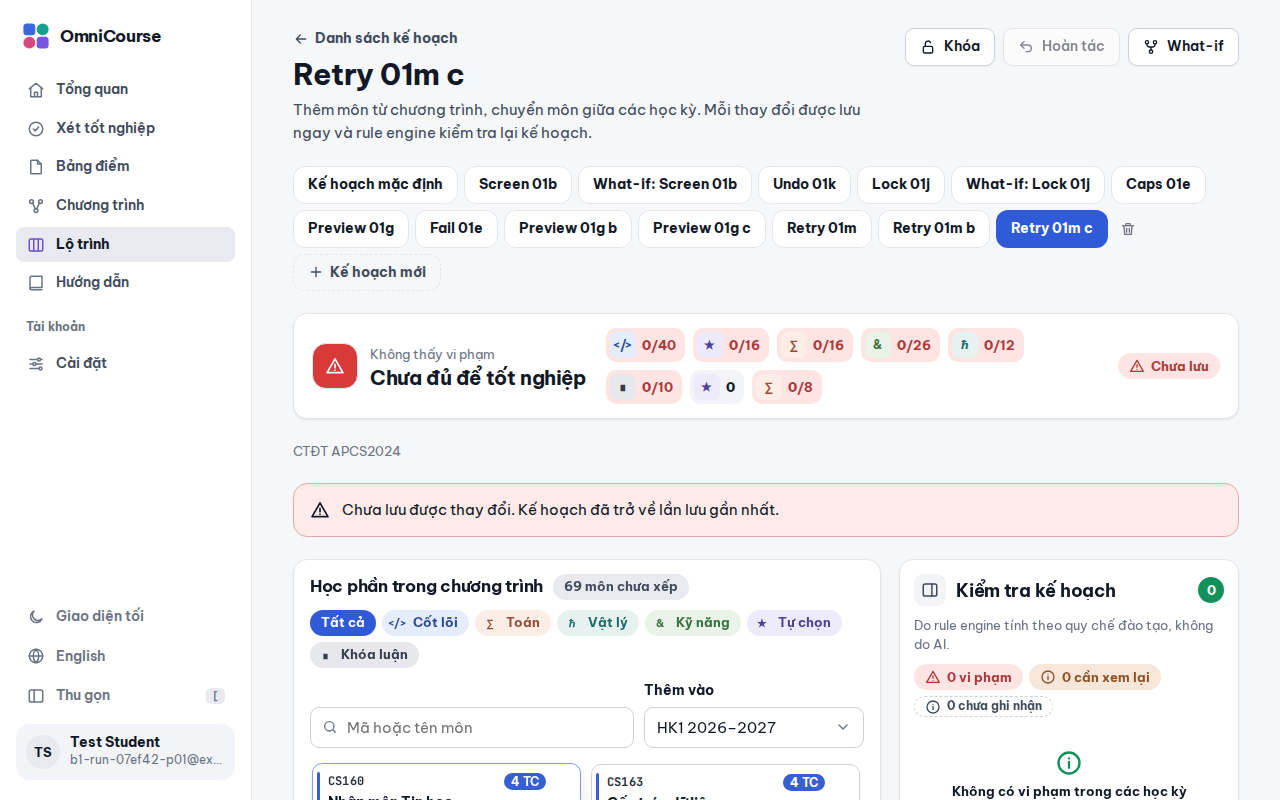 OmniCourse
Tổng quan
Xét tốt nghiệp
Bảng điểm
Chương trình
Lộ trình
Hướng dẫn
Tài khoản
Cài đặt
Giao diện tối
English
Thu gọn [
TS
Test Student
b1-run-07ef42-p01@ex...
← Danh sách kế hoạch
Khóa
Hoàn tác
What-if
Retry 01m c
Thêm môn từ chương trình, chuyển môn giữa các học kỳ. Mỗi thay đổi được lưu
ngay và rule engine kiểm tra lại kế hoạch.
Kế hoạch mặc định Screen 01b What-if: Screen 01b Undo 01k Lock 01j What-if: Lock 01j Caps 01e
Preview 01g Fail 01e Preview 01g b Preview 01g c Retry 01m Retry 01m b Retry 01m c
+ Kế hoạch mới
Không thấy vi phạm
Chưa đủ để tốt nghiệp
</> 0/40 ★ 0/16 ∑ 0/16 & 0/26 ℏ 0/12
∎ 0/10 ★ 0 ∑ 0/8
Chưa lưu
CTĐT APCS2024
Chưa lưu được thay đổi. Kế hoạch đã trở về lần lưu gần nhất.
Học phần trong chương trình 69 môn chưa xếp
Tất cả </> Cốt lõi ∑ Toán ℏ Vật lý & Kỹ năng ★ Tự chọn
∎ Khóa luận
Thêm vào
Mã hoặc tên môn
HK1 2026–2027
CS160 4 TC
CS163 4 TC
Kiểm tra kế hoạch 0
Do rule engine tính theo quy chế đào tạo, không
do AI.
0 vi phạm 0 cần xem lại
0 chưa ghi nhận
Không có vi phạm trong các học kỳ